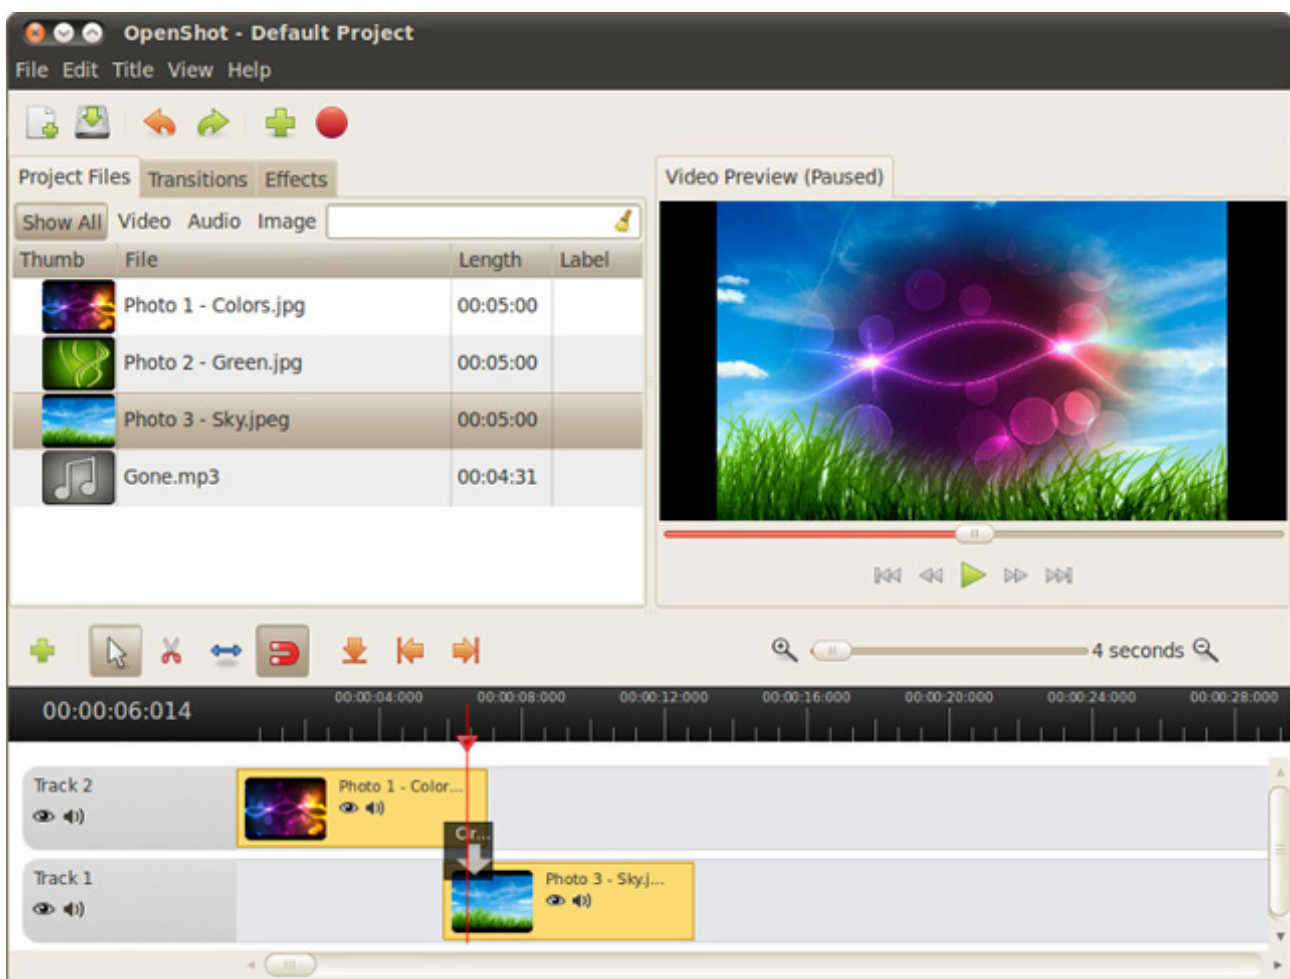 OpenShot - Default Project
File Edit Title View Help
Project Files Transitions Effects
Video Preview (Paused)
Show All Video Audio Image
Thumb File Length Label
Photo 1 - Colors.jpg 00:05:00
Photo 2 - Green.jpg 00:05:00
Photo 3 - Sky.jpeg 00:05:00
Gone.mp3 00:04:31
4 seconds
00:00:06:014
00:00:04:000 00:00:08:000 00:00:12:000 00:00:16:000 00:00:20:000 00:00:24:000 00:00:28:000
Track 2
Photo 1 - Color...
Cir...
Track 1
Photo 3 - Sky.j...